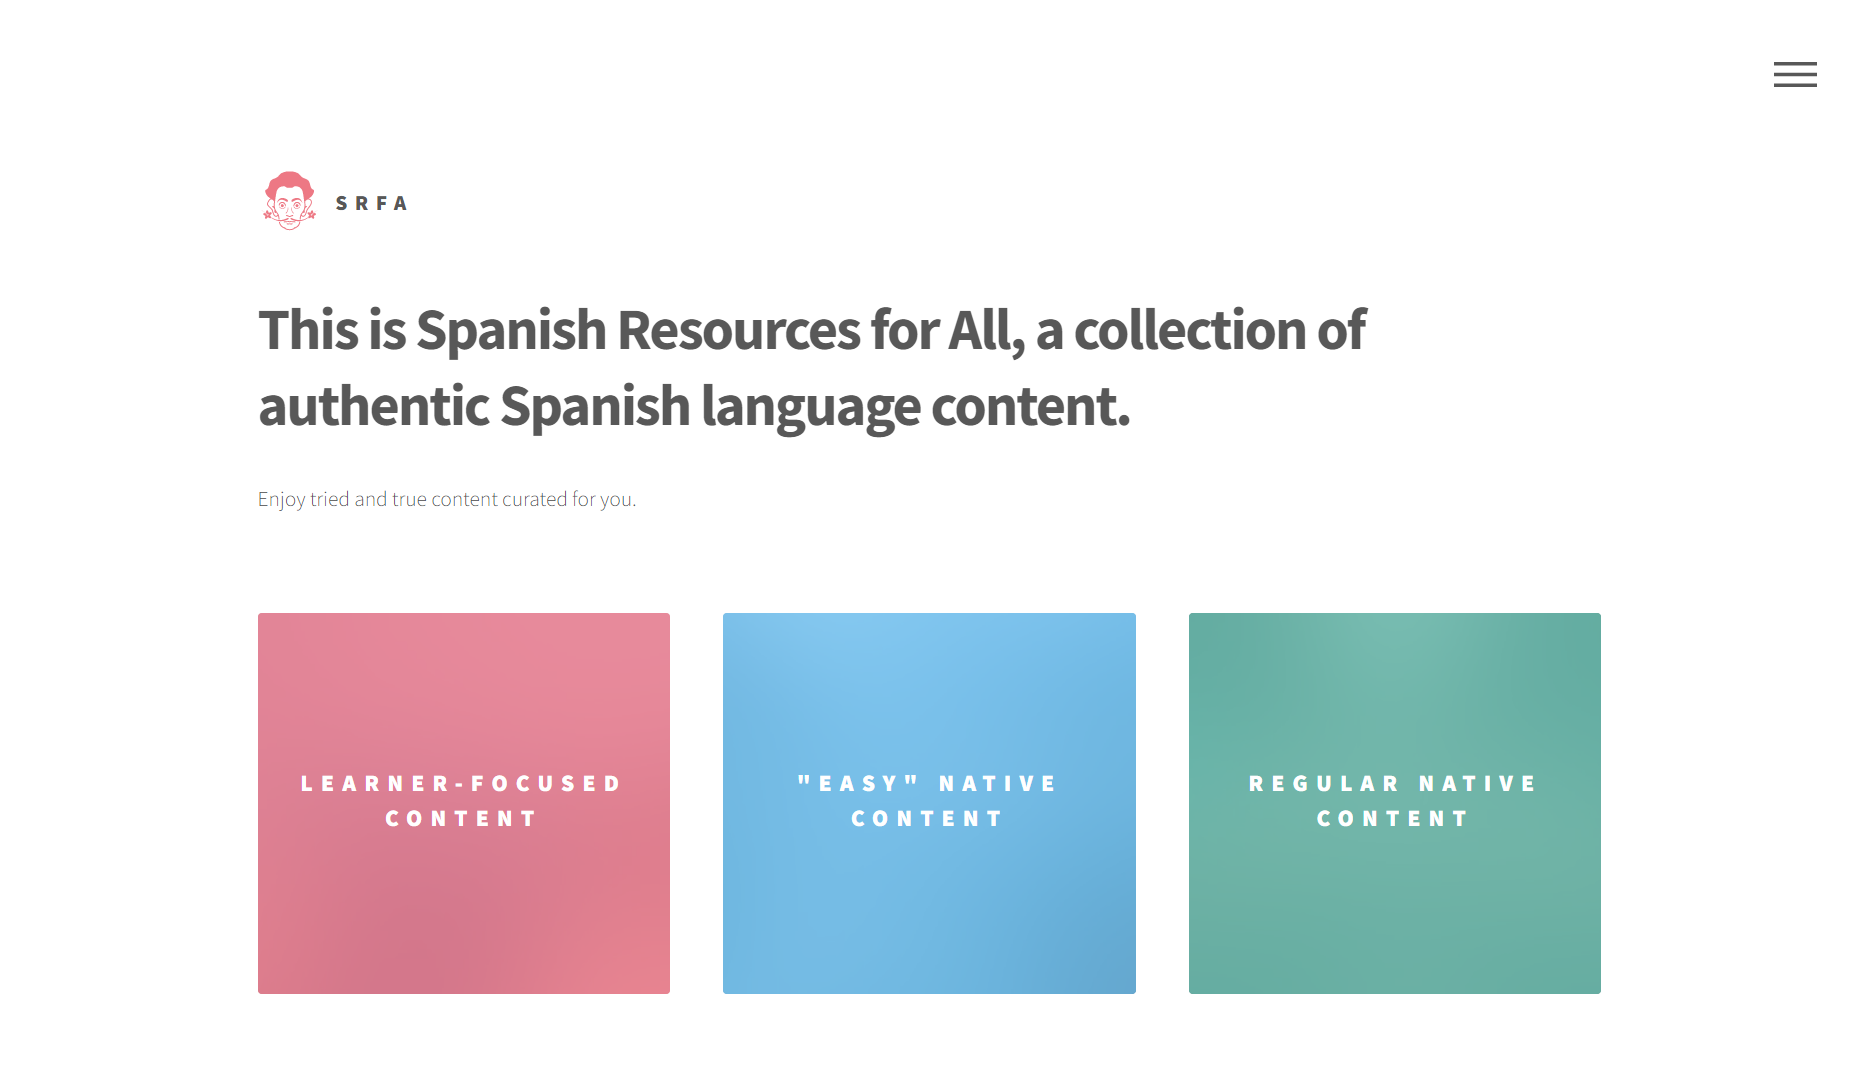 SRFA
This is Spanish Resources for All, a collection of
authentic Spanish language content.
Enjoy tried and true content curated for you.
LEARNER-FOCUSED
CONTENT
"EASY" NATIVE
CONTENT
REGULAR NATIVE
CONTENT